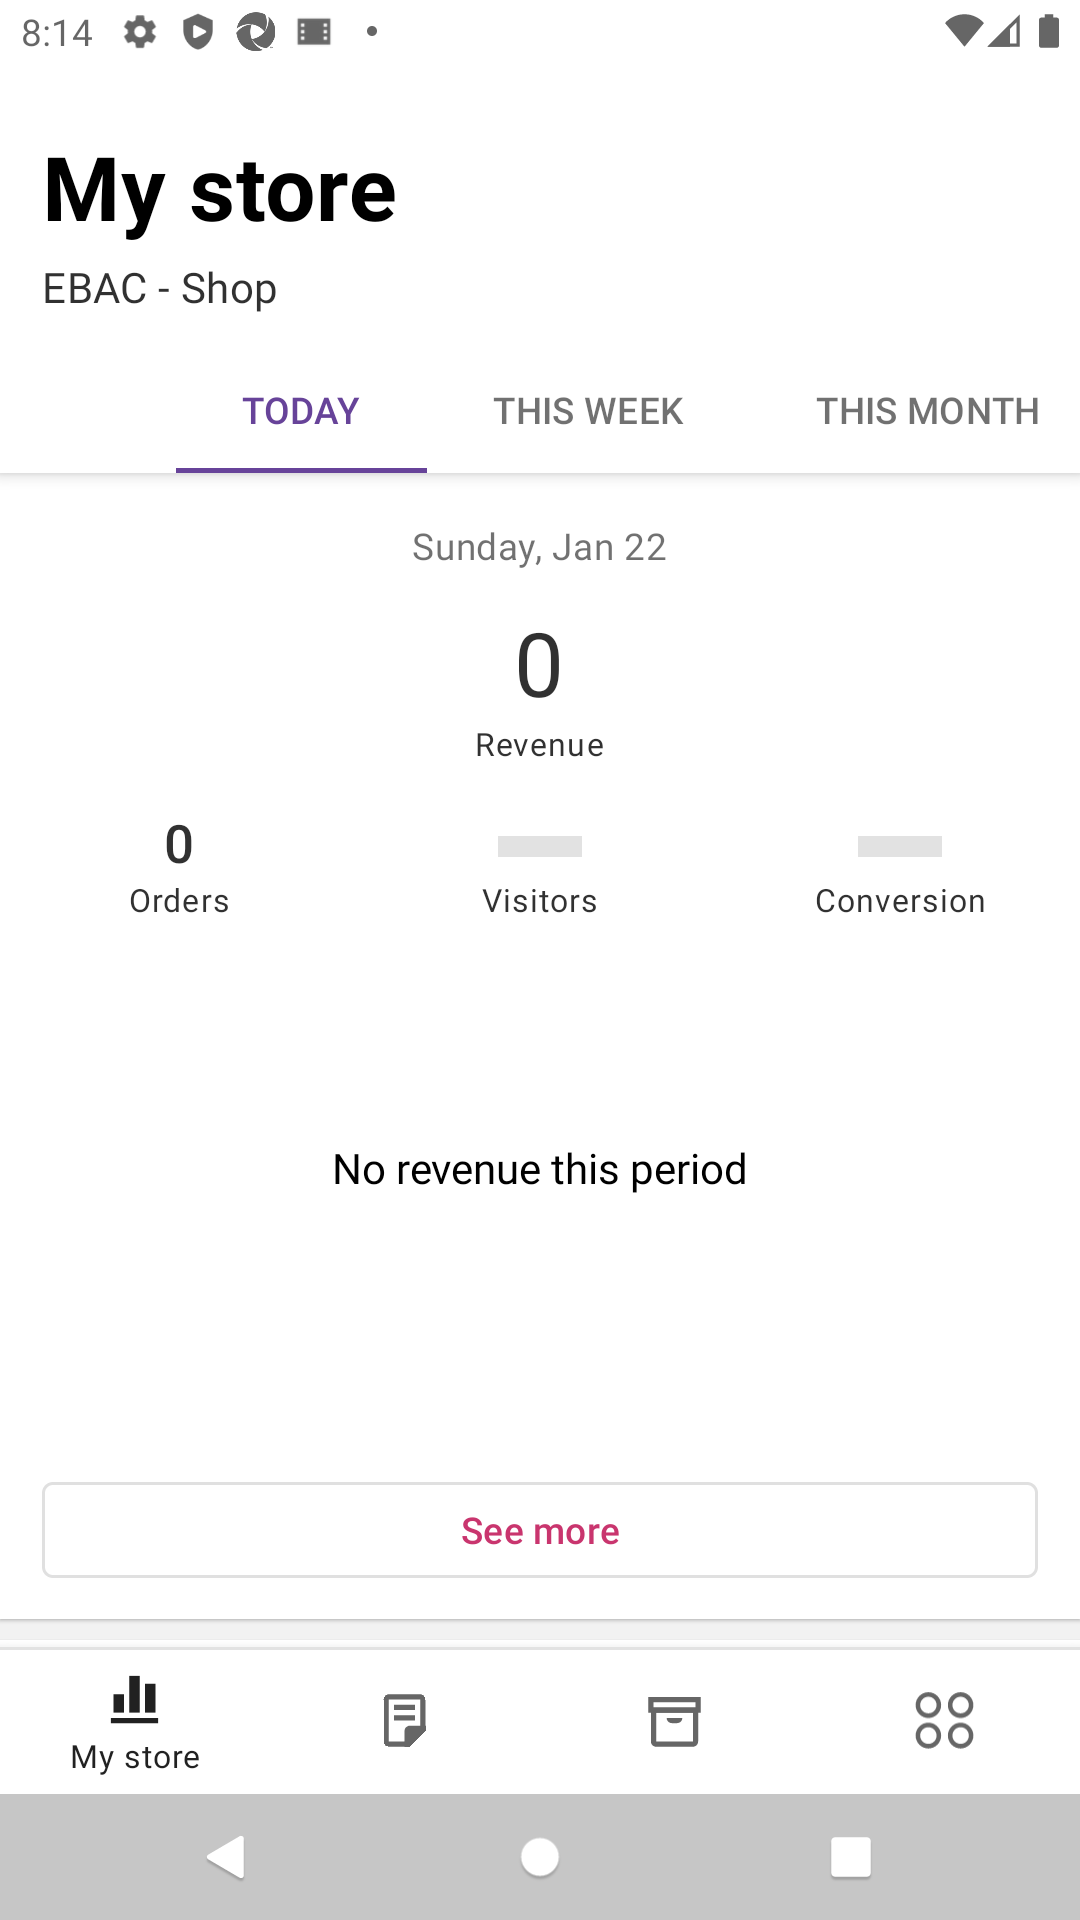 8:14
My store
EBAC - Shop
TODAY THIS WEEK THIS MONTH
Sunday, Jan 22
0
Revenue
0
Orders Visitors Conversion
No revenue this period
See more
My store